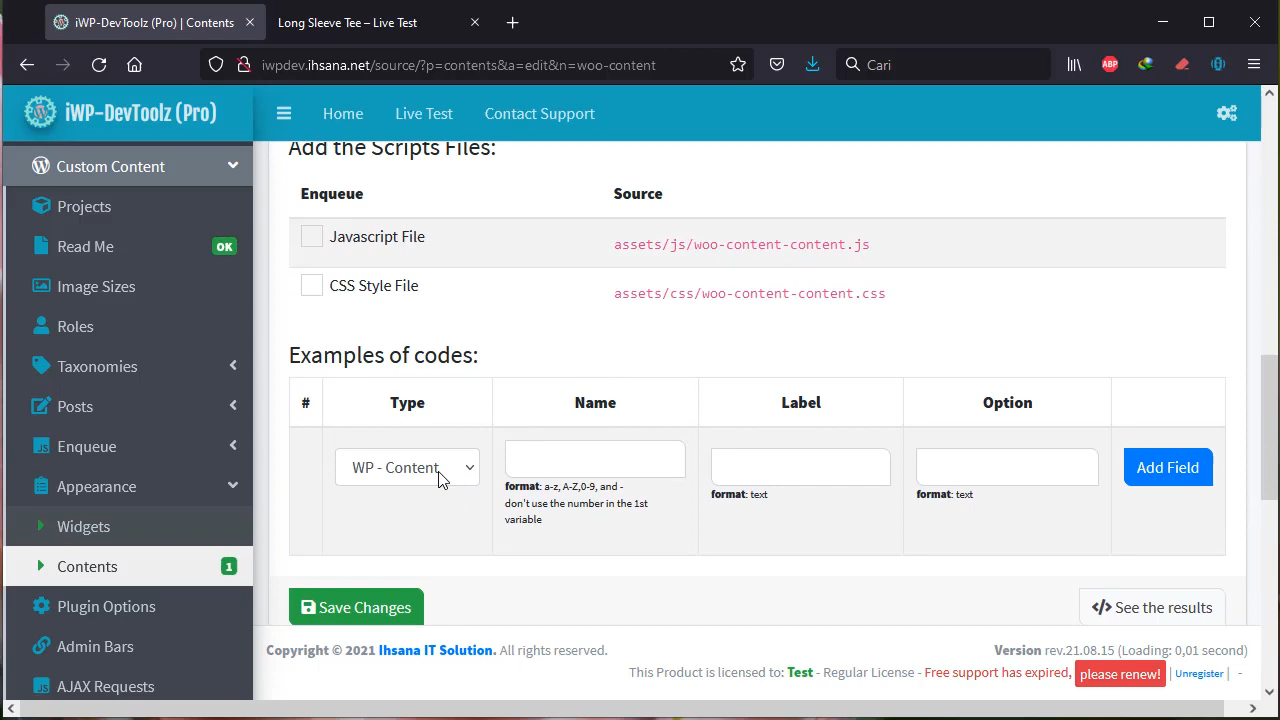 iWP-DevToolz (Pro) | Contents
Long Sleeve Tee – Live Test
iwpdev.ihsana.net/source/?p=contents&a=edit&n=woo-content
Cari
ABP
iWP-DevToolz (Pro)
Home
Live Test
Contact Support
Custom Content
Projects
Read Me
OK
Image Sizes
Roles
Taxonomies
Posts
Enqueue
Appearance
Widgets
Contents
1
Plugin Options
Admin Bars
AJAX Requests
Add the Scripts Files:
Enqueue
Source
Javascript File
assets/js/woo-content-content.js
CSS Style File
assets/css/woo-content-content.css
Examples of codes:
#
Type
Name
Label
Option
WP - Content
format: a-z, A-Z,0-9, and -
don't use the number in the 1st
variable
format: text
format: text
Add Field
Save Changes
See the results
Copyright © 2021 Ihsana IT Solution. All rights reserved.
Version rev.21.08.15 (Loading: 0,01 second)
This Product is licensed to: Test - Regular License - Free support has expired, please renew! | Unregister | -